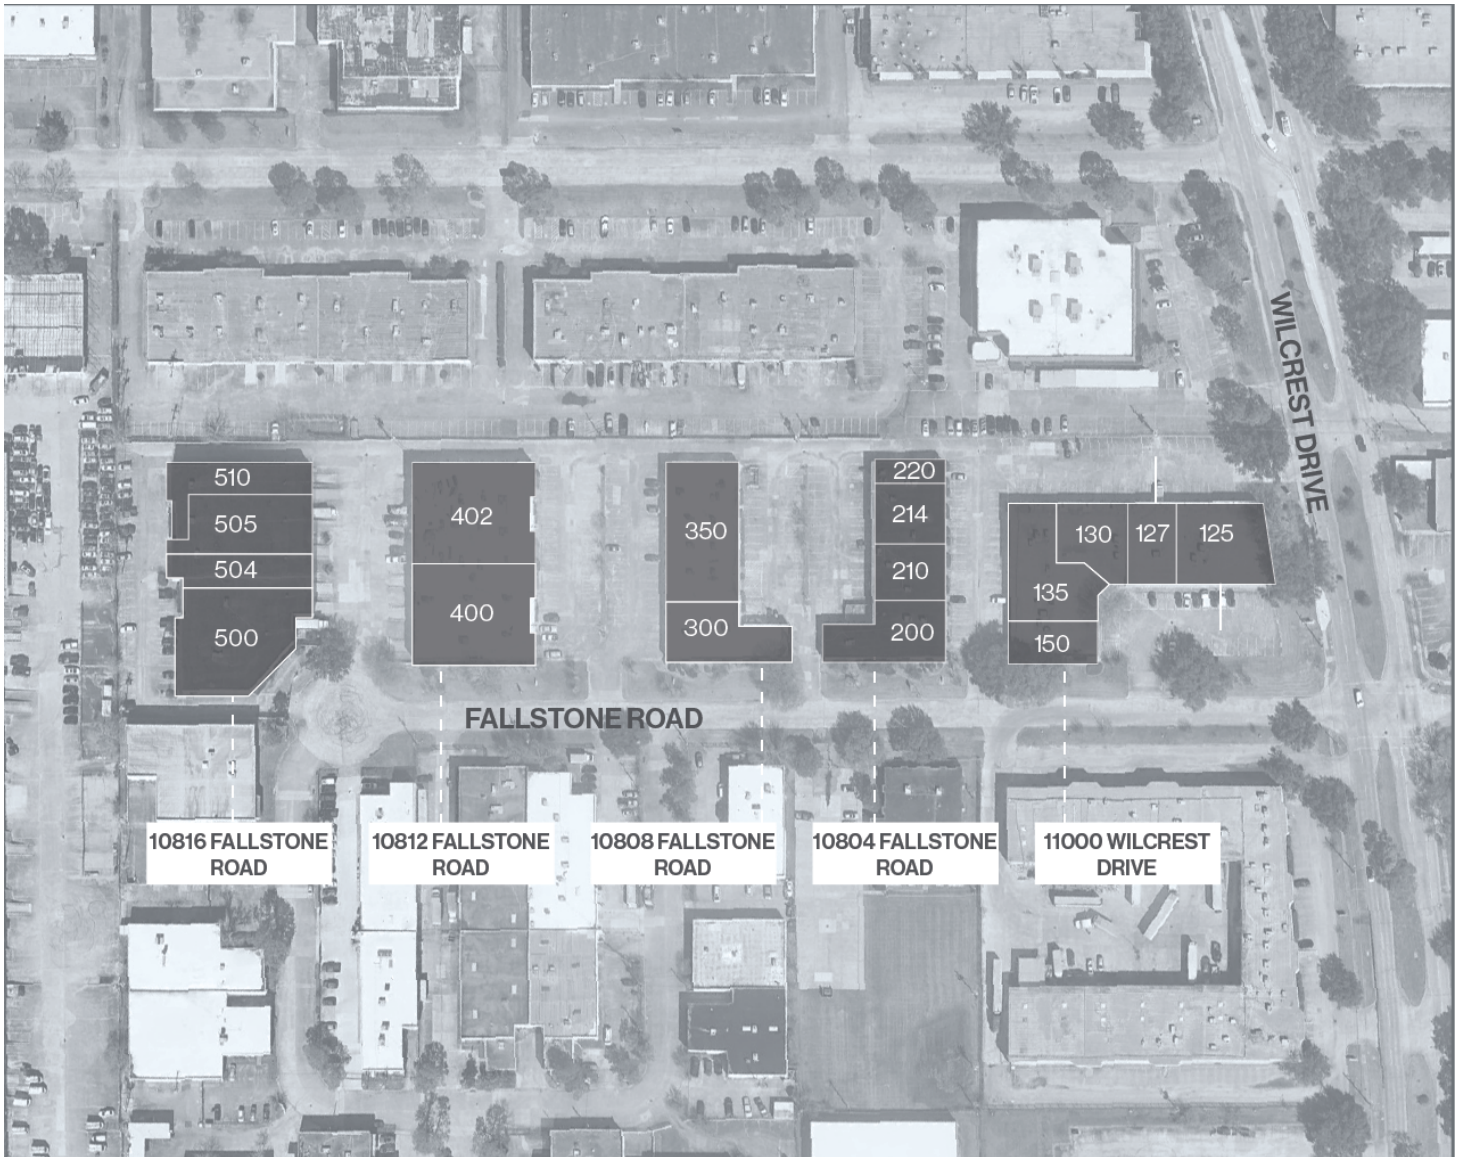 WILCREST DRIVE
510
505
504
500
402
400
350
300
220
214
210
200
130
127
125
135
150
FALLSTONE ROAD
10816 FALLSTONE
ROAD
10812 FALLSTONE
ROAD
10808 FALLSTONE
ROAD
10804 FALLSTONE
ROAD
11000 WILCREST
DRIVE